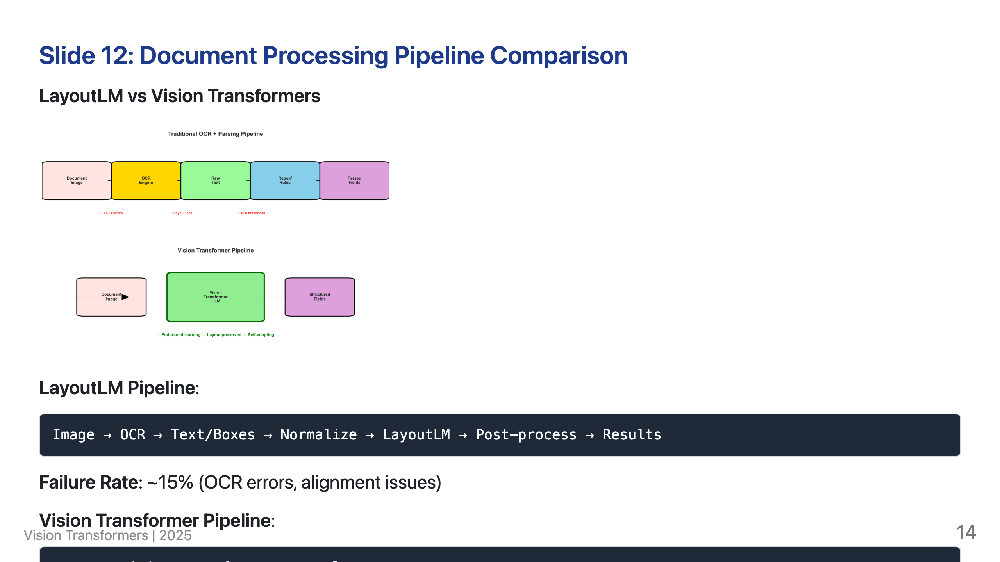 Slide 12: Document Processing Pipeline Comparison
LayoutLM vs Vision Transformers
Traditional OCR + Parsing Pipeline
Document
Image
OCR
Engine
Raw
Text
Regex/
Rules
Parsed
Fields
OCR errors
Layout loss
Rule brittleness
Vision Transformer Pipeline
Document
Image
Vision
Transformer
+ LM
Structured
Fields
End-to-end learning Layout preserved Self-adapting
LayoutLM Pipeline:
Image → OCR → Text/Boxes → Normalize → LayoutLM → Post-process → Results
Failure Rate: ~15% (OCR errors, alignment issues)
Vision Transformer Pipeline:
Vision Transformers | 2025
14